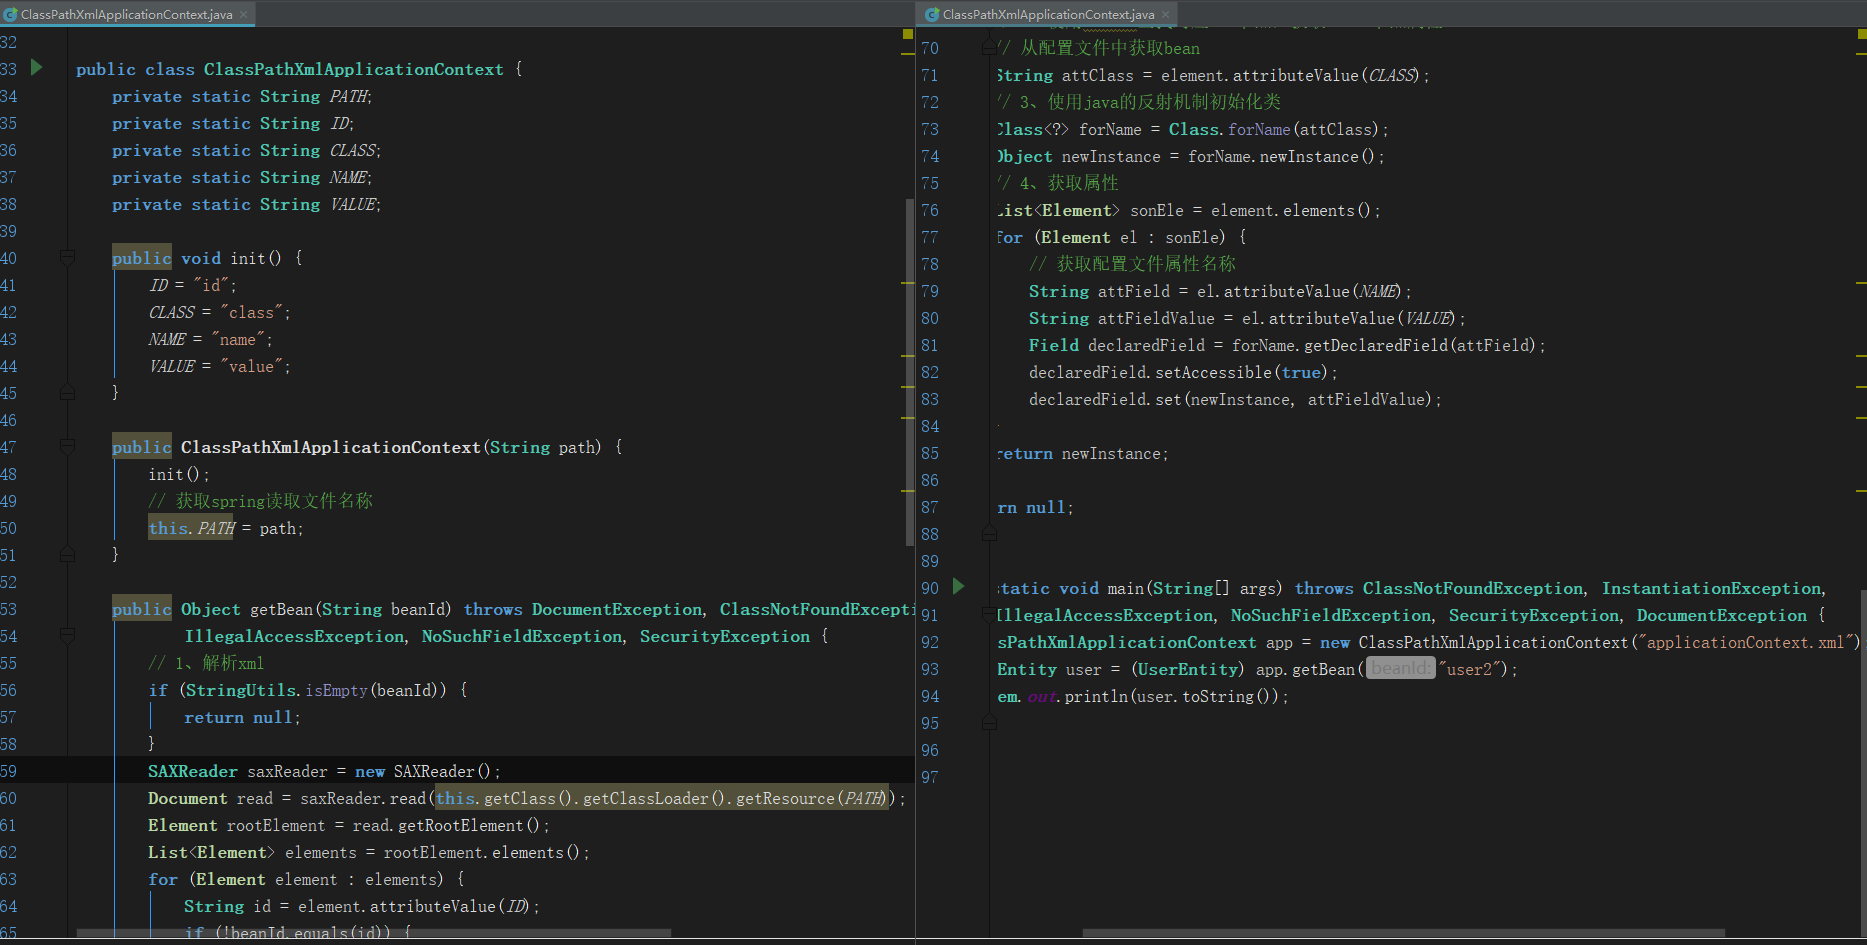 ClassPathXmlApplicationContext.java ×
32
33 public class ClassPathXmlApplicationContext {
34 private static String PATH;
35 private static String ID;
36 private static String CLASS;
37 private static String NAME;
38 private static String VALUE;
39
40 public void init() {
41 ID = "id";
42 CLASS = "class";
43 NAME = "name";
44 VALUE = "value";
45 }
46
47 public ClassPathXmlApplicationContext(String path) {
48 init();
49 // 获取spring读取文件名称
50 this.PATH = path;
51 }
52
53 public Object getBean(String beanId) throws DocumentException, ClassNotFoundExcepti
54 IllegalAccessException, NoSuchFieldException, SecurityException {
55 // 1、解析xml
56 if (StringUtils.isEmpty(beanId)) {
57 return null;
58 }
59 SAXReader saxReader = new SAXReader();
60 Document read = saxReader.read(this.getClass().getClassLoader().getResource(PATH));
61 Element rootElement = read.getRootElement();
62 List<Element> elements = rootElement.elements();
63 for (Element element : elements) {
64 String id = element.attributeValue(ID);
65 if (!beanId.equals(id)) {
ClassPathXmlApplicationContext.java ×
70 // 从配置文件中获取bean
71 String attClass = element.attributeValue(CLASS);
72 // 3、使用java的反射机制初始化类
73 Class<?> forName = Class.forName(attClass);
74 Object newInstance = forName.newInstance();
75 // 4、获取属性
76 List<Element> sonEle = element.elements();
77 for (Element el : sonEle) {
78 // 获取配置文件属性名称
79 String attField = el.attributeValue(NAME);
80 String attFieldValue = el.attributeValue(VALUE);
81 Field declaredField = forName.getDeclaredField(attField);
82 declaredField.setAccessible(true);
83 declaredField.set(newInstance, attFieldValue);
84
85 return newInstance;
86
87 rn null;
88
89
90 static void main(String[] args) throws ClassNotFoundException, InstantiationException,
91 IllegalAccessException, NoSuchFieldException, SecurityException, DocumentException {
92 sPathXmlApplicationContext app = new ClassPathXmlApplicationContext("applicationContext.xml")
93 Entity user = (UserEntity) app.getBean( beanId: "user2");
94 em.out.println(user.toString());
95
96
97